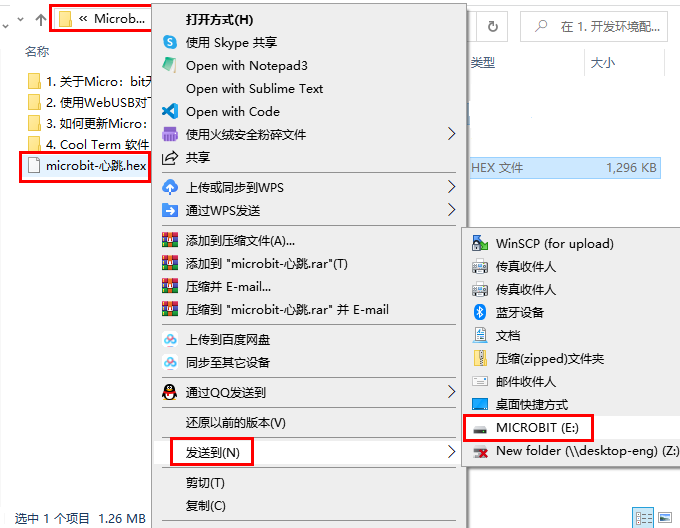 « Microb...
在 1. 开发环境配...
名称
类型
大小
1. 关于Micro：bit
2. 使用WebUSB对
3. 如何更新Micro：
4. Cool Term 软件
microbit-心跳.hex
HEX 文件
1,296 KB
打开方式(H)
使用 Skype 共享
Open with Notepad3
Open with Sublime Text
Open with Code
使用火绒安全粉碎文件
共享
上传或同步到WPS
通过WPS发送
添加到压缩文件(A)...
添加到 "microbit-心跳.rar"(T)
压缩并 E-mail...
压缩到 "microbit-心跳.rar" 并 E-mail
上传到百度网盘
同步至其它设备
通过QQ发送到
还原以前的版本(V)
发送到(N)
剪切(T)
复制(C)
WinSCP (for upload)
传真收件人
传真收件人
蓝牙设备
文档
压缩(zipped)文件夹
邮件收件人
桌面快捷方式
MICROBIT (E:)
New folder (\\desktop-eng) (Z:)
选中 1 个项目 1.26 MB